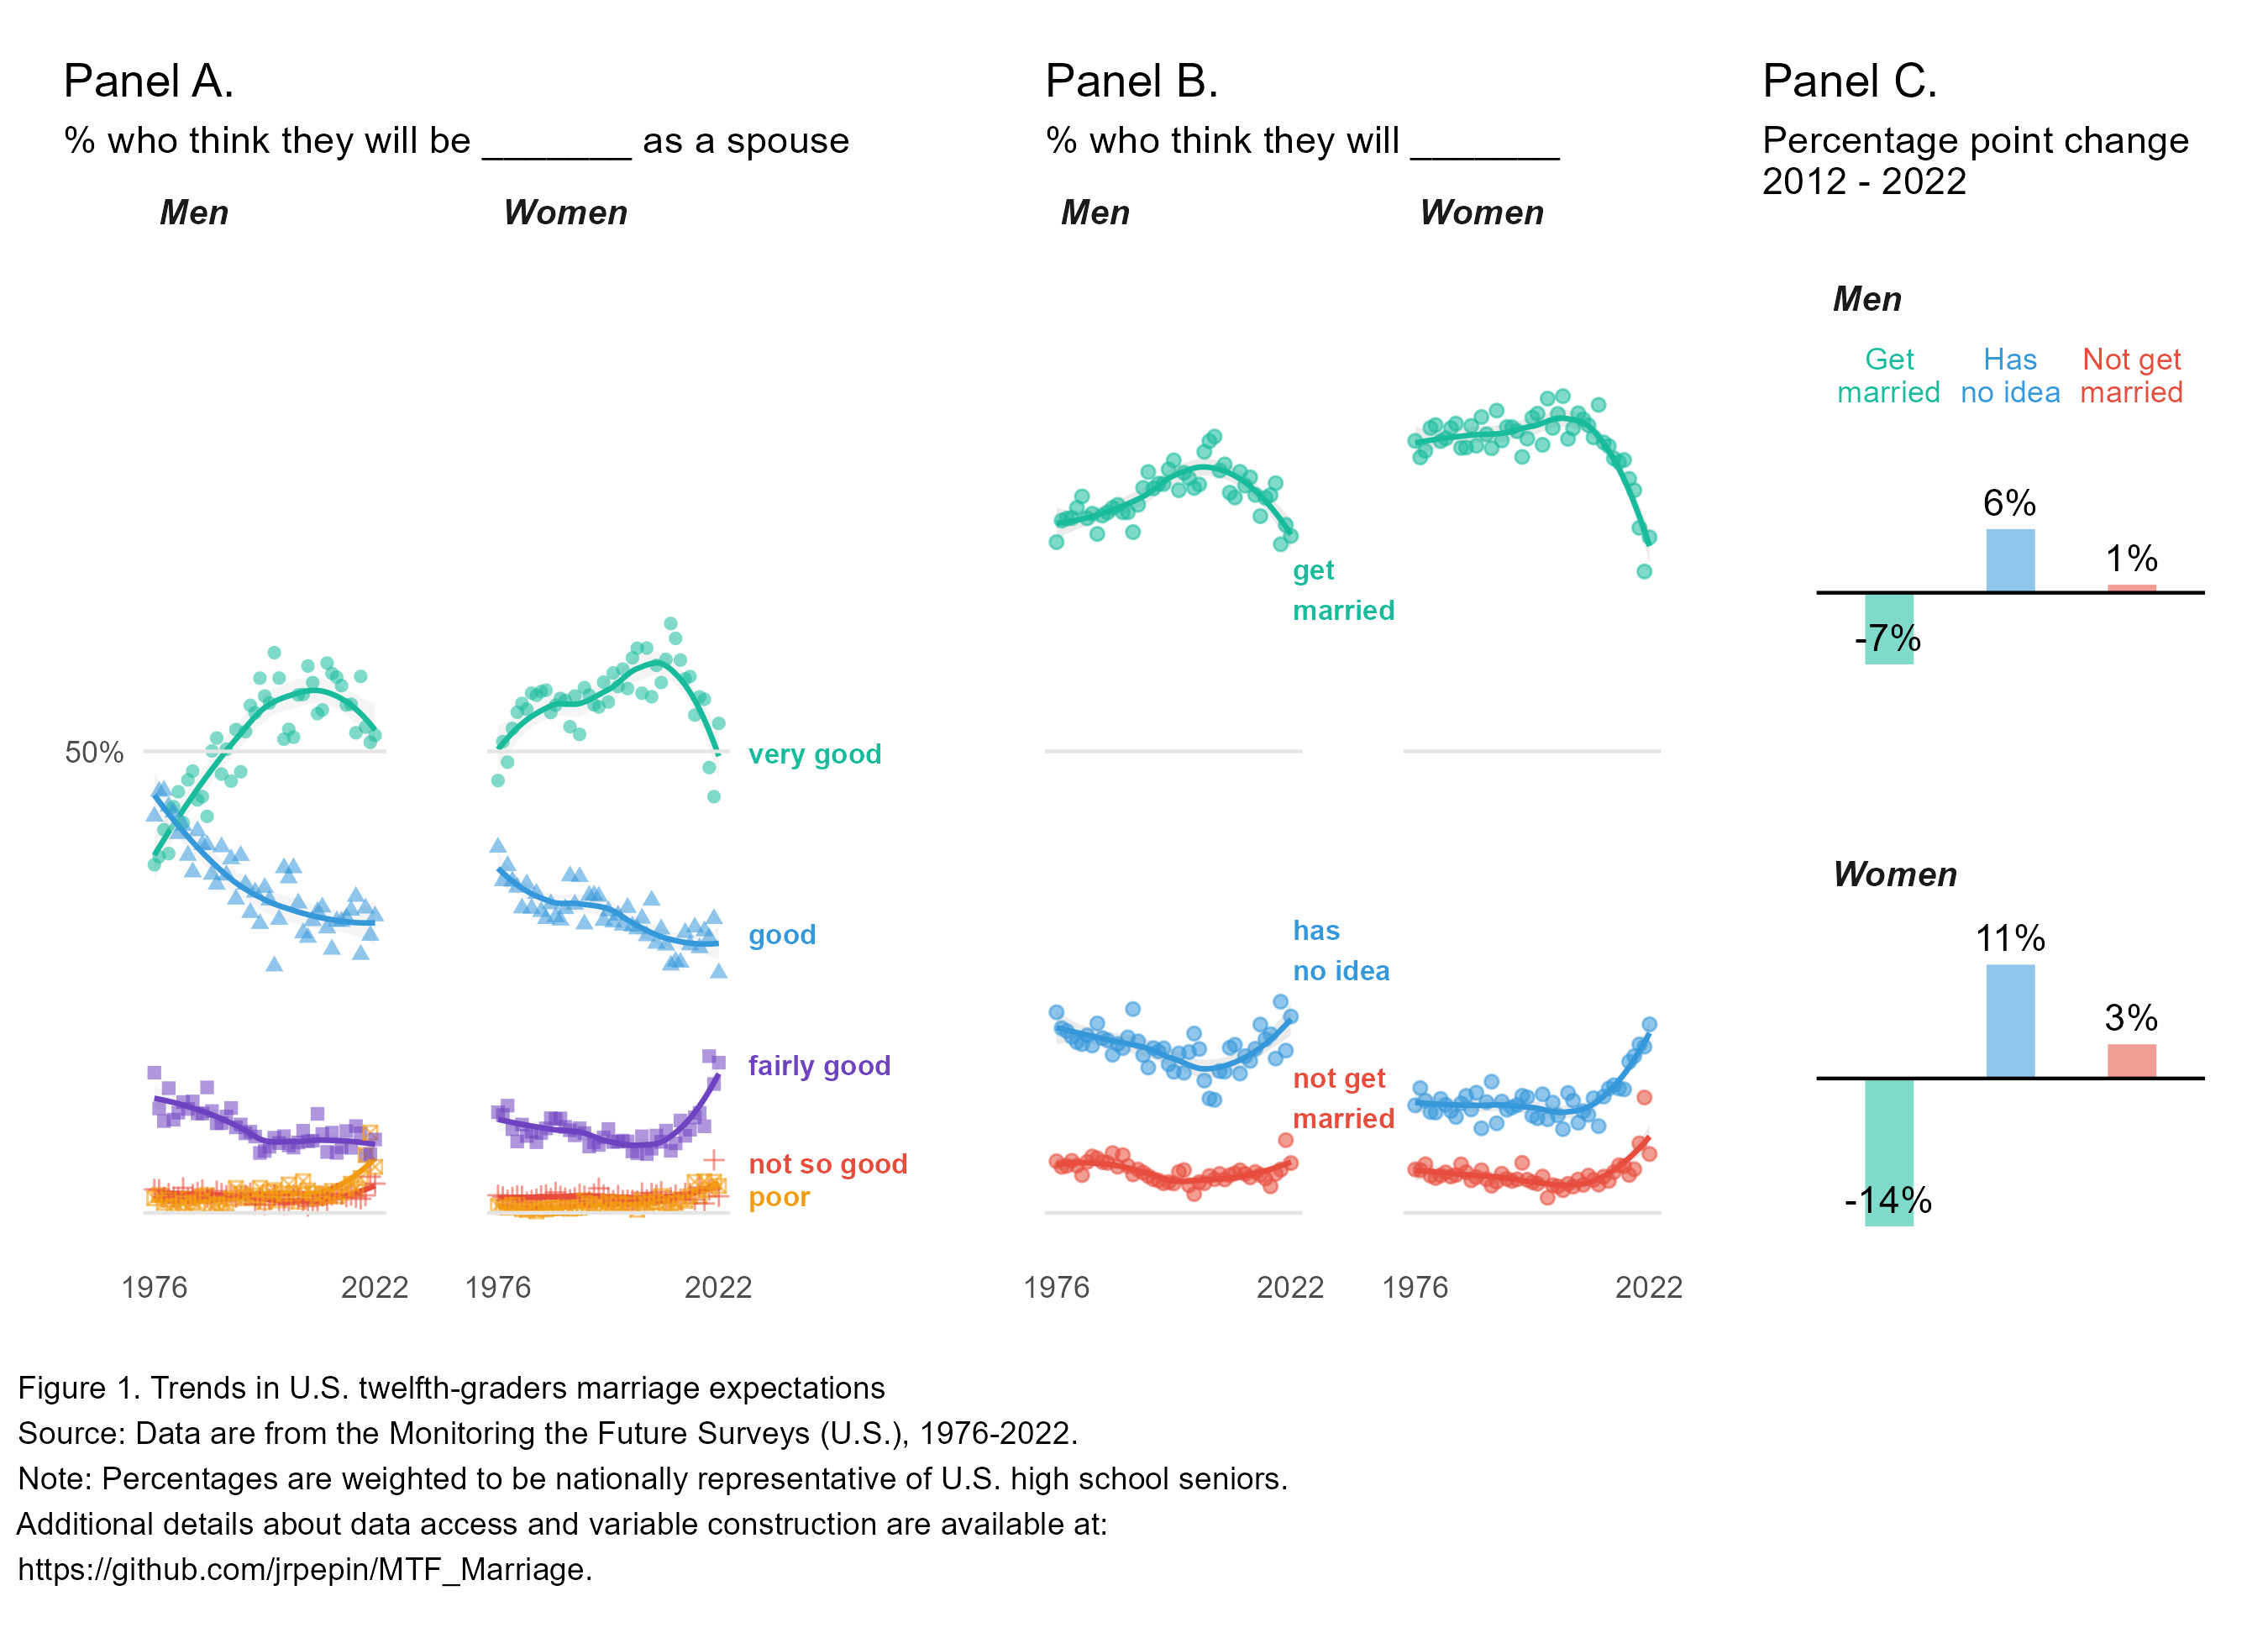 Panel A.
% who think they will be _______ as a spouse
Men
Women
50%
very good
good
fairly good
not so good
poor
1976
2022
1976
2022
Panel B.
% who think they will _______
Men
Women
get
married
has
no idea
not get
married
1976
2022
1976
2022
Panel C.
Percentage point change
2012 - 2022
Men
Get
married
Has
no idea
Not get
married
6%
1%
-7%
Women
11%
3%
-14%
Figure 1. Trends in U.S. twelfth-graders marriage expectations
Source: Data are from the Monitoring the Future Surveys (U.S.), 1976-2022.
Note: Percentages are weighted to be nationally representative of U.S. high school seniors.
Additional details about data access and variable construction are available at:
https://github.com/jrpepin/MTF_Marriage.